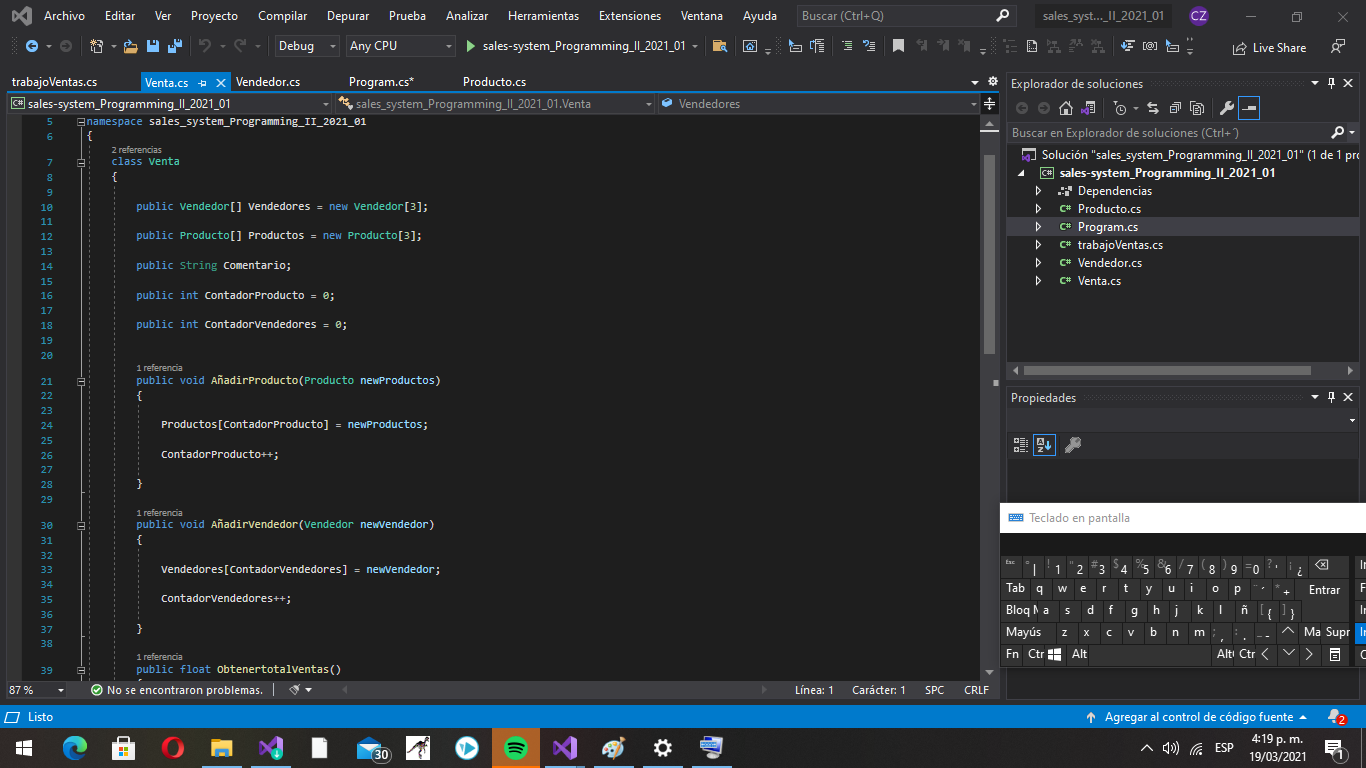 Archivo Editar Ver Proyecto Compilar Depurar Prueba Analizar Herramientas Extensiones Ventana Ayuda Buscar (Ctrl+Q) sales_syst..._II_2021_01 CZ
Debug Any CPU sales-system_Programming_II_2021_01 Live Share
trabajoVentas.cs Venta.cs Vendedor.cs Program.cs* Producto.cs
sales-system_Programming_II_2021_01 sales_system_Programming_II_2021_01.Venta Vendedores
5 namespace sales_system_Programming_II_2021_01
6 {
2 referencias
7 class Venta
8 {
9
10 public Vendedor[] Vendedores = new Vendedor[3];
11
12 public Producto[] Productos = new Producto[3];
13
14 public String Comentario;
15
16 public int ContadorProducto = 0;
17
18 public int ContadorVendedores = 0;
19
20
1 referencia
21 public void AñadirProducto(Producto newProductos)
22 {
23
24 Productos[ContadorProducto] = newProductos;
25
26 ContadorProducto++;
27
28 }
29
1 referencia
30 public void AñadirVendedor(Vendedor newVendedor)
31 {
32
33 Vendedores[ContadorVendedores] = newVendedor;
34
35 ContadorVendedores++;
36
37 }
38
1 referencia
39 public float ObtenertotalVentas()
87 % No se encontraron problemas. Línea: 1 Carácter: 1 SPC CRLF
Explorador de soluciones
Buscar en Explorador de soluciones (Ctrl+´)
Solución "sales_system_Programming_II_2021_01" (1 de 1 pro
sales-system_Programming_II_2021_01
Dependencias
C# Producto.cs
C# Program.cs
C# trabajoVentas.cs
C# Vendedor.cs
C# Venta.cs
Propiedades
Teclado en pantalla
esc ° | ! 1 " 2 # 3 $ 4 % 5 & 6 / 7 ( 8 ) 9 = 0 ? ' ¡ ¿
Tab q w e r t y u i o p ¨ ´ * + Entrar
Bloq M a s d f g h j k l ñ [ { ] }
Mayús z x c v b n m ; , : . _ - Ma Supr
Fn Ctr Alt Alt Ctr
Listo Agregar al control de código fuente 2
30 ESP 4:19 p. m.
19/03/2021 1